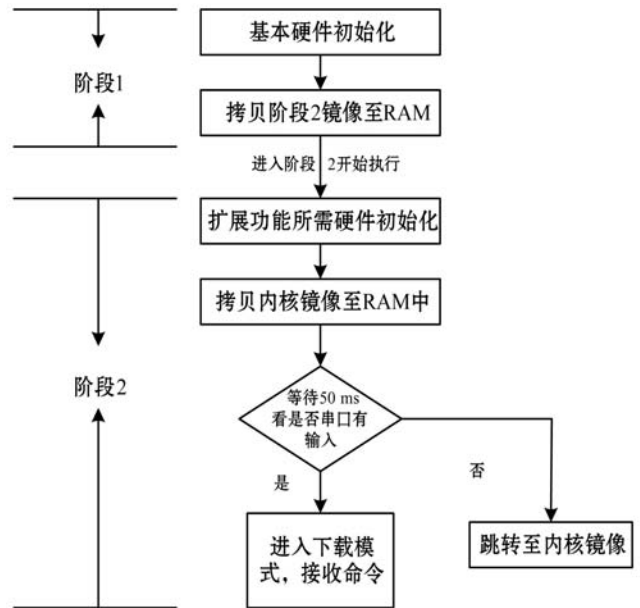 基本硬件初始化
阶段1
拷贝阶段2镜像至RAM
进入阶段 2开始执行
扩展功能所需硬件初始化
拷贝内核镜像至RAM中
阶段2
等待50 ms
看是否串口有
输入
是
否
进入下载模
式，接收命令
跳转至内核镜像